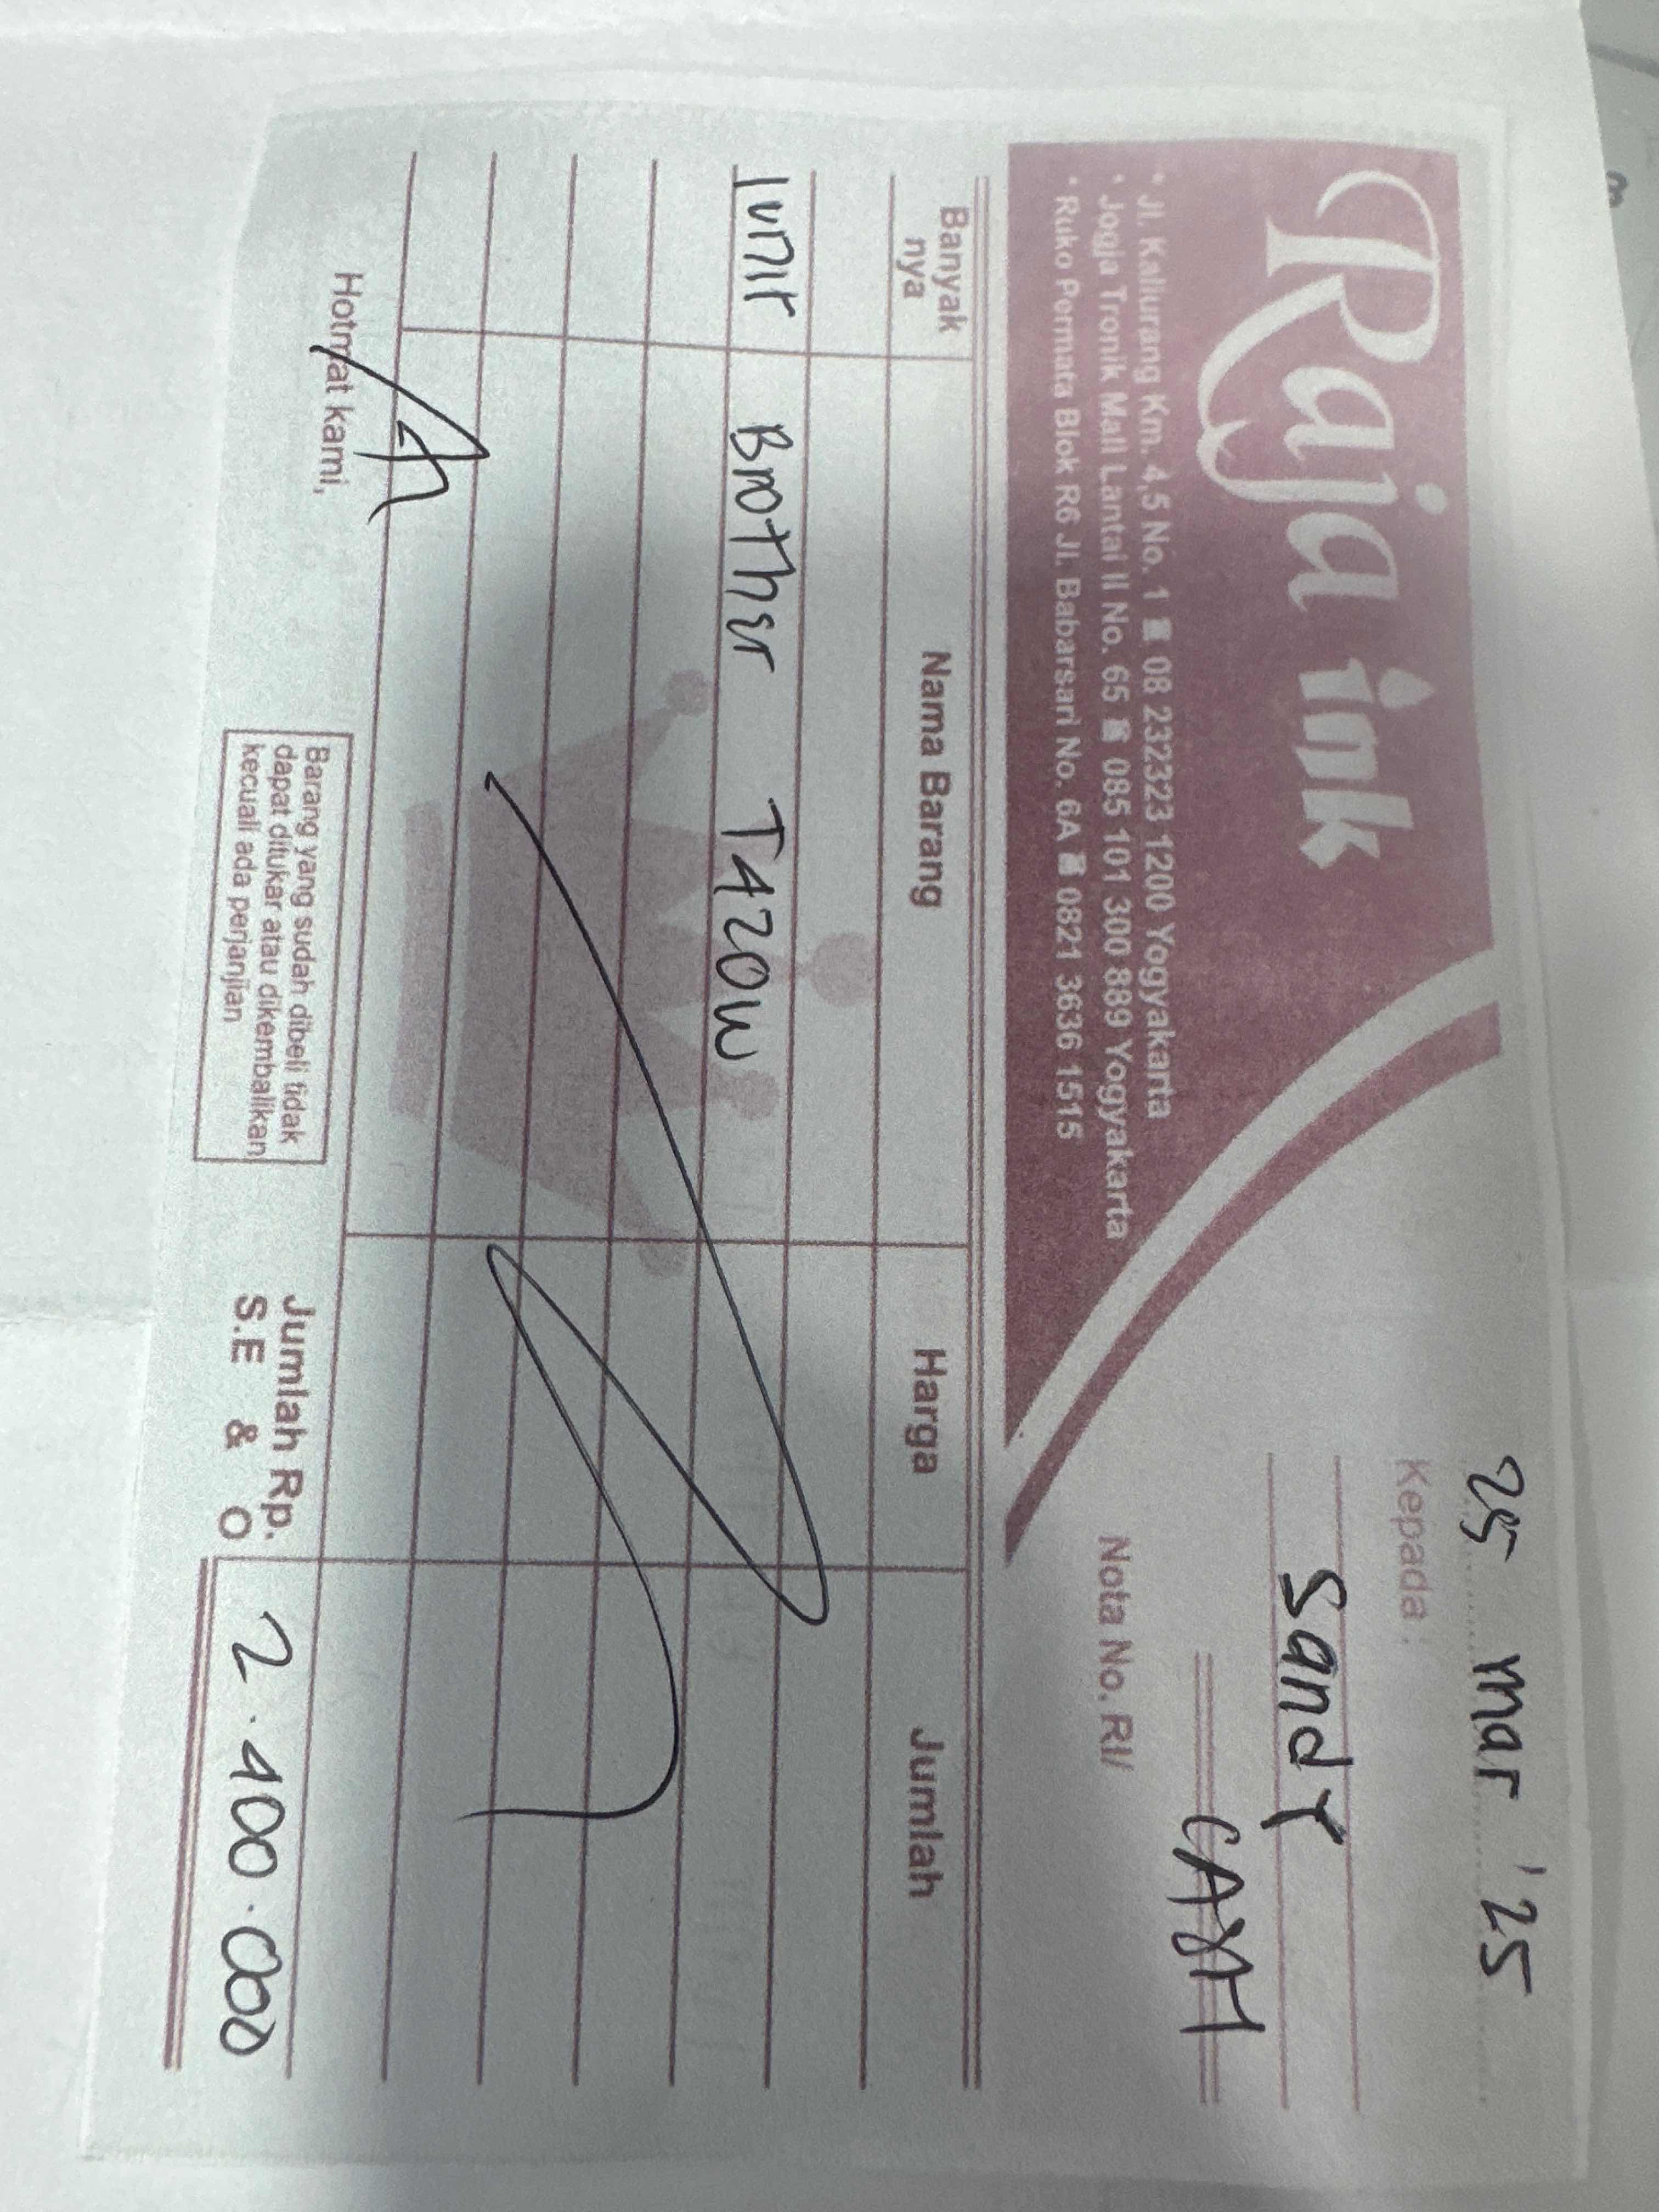 Raja ink
* Jl. Kaliurang Km. 4,5 No. 1 08 232323 1200 Yogyakarta
* Jogja Tronik Mall Lantai II No. 65 085 101 300 889 Yogyakarta
* Ruko Permata Blok R6 Jl. Babarsari No. 6A 0821 3636 1515
25 mar '25
Kepada :
Sandy
CASH
Nota No. RI/
Banyak nya Nama Barang Harga Jumlah
1 unit Brother T420W
Hormat kami,
Barang yang sudah dibeli tidak
dapat ditukar atau dikembalikan
kecuali ada perjanjian
Jumlah Rp. 2.400.000
S.E & O